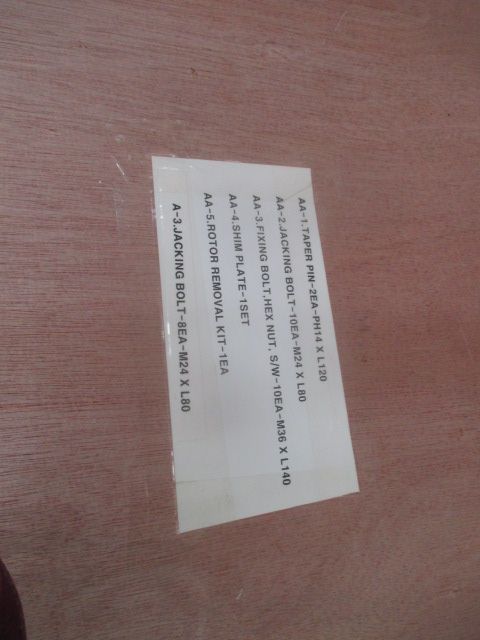 AA-1.TAPER PIN-2EA-PH14 X L120
AA-2.JACKING BOLT-10EA-M24 X L80
AA-3.FIXING BOLT,HEX NUT, S/W-10EA-M36 X L140
AA-4.SHIM PLATE-1SET
AA-5.ROTOR REMOVAL KIT-1EA
A-3.JACKING BOLT-8EA-M24 X L80